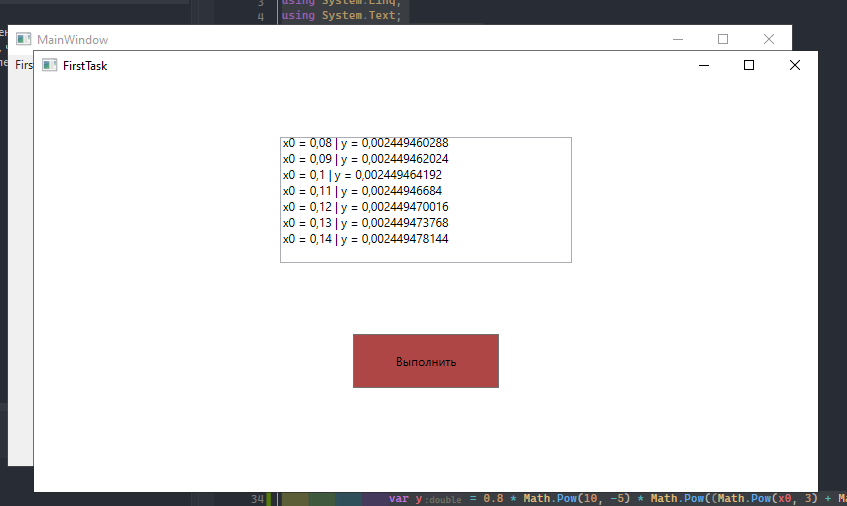 3 using System.Linq;
4 using System.Text;
MainWindow
Firs
FirstTask
x0 = 0,08 | y = 0,002449460288
x0 = 0,09 | y = 0,002449462024
x0 = 0,1 | y = 0,002449464192
x0 = 0,11 | y = 0,00244946684
x0 = 0,12 | y = 0,002449470016
x0 = 0,13 | y = 0,002449473768
x0 = 0,14 | y = 0,002449478144
Выполнить
34 var y:double = 0.8 * Math.Pow(10, -5) * Math.Pow((Math.Pow(x0, 3) + Ma